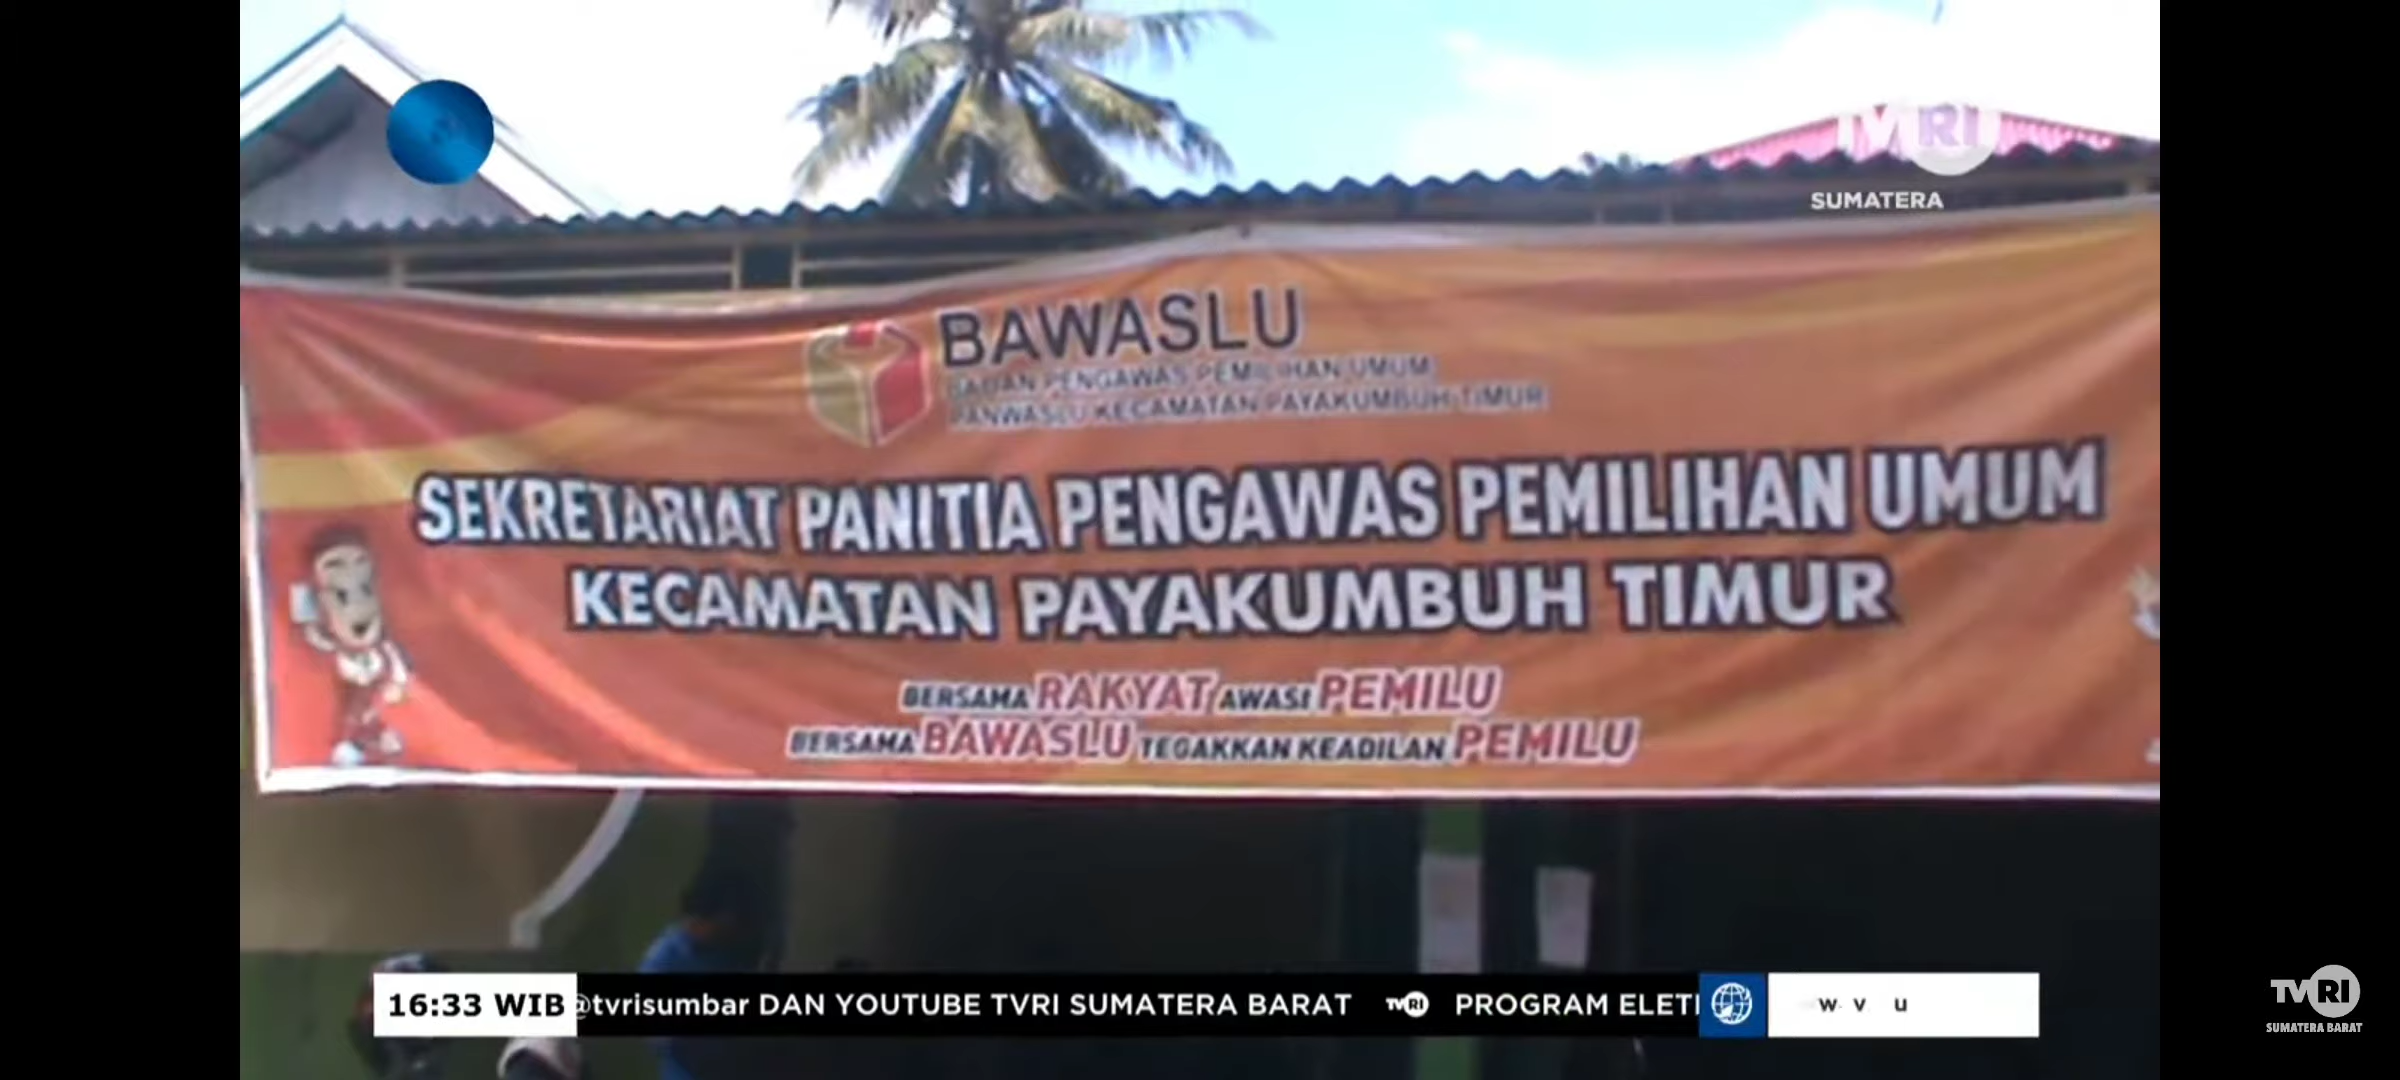 TVRI
SUMATERA
BAWASLU
BADAN PENGAWAS PEMILIHAN UMUM
PANWASLU KECAMATAN PAYAKUMBUH TIMUR
SEKRETARIAT PANITIA PENGAWAS PEMILIHAN UMUM
KECAMATAN PAYAKUMBUH TIMUR
BERSAMA RAKYAT AWASI PEMILU
BERSAMA BAWASLU TEGAKKAN KEADILAN PEMILU
16:33 WIB @tvrisumbar DAN YOUTUBE TVRI SUMATERA BARAT TVRI PROGRAM ELETI w v u
TVRI
SUMATERA BARAT